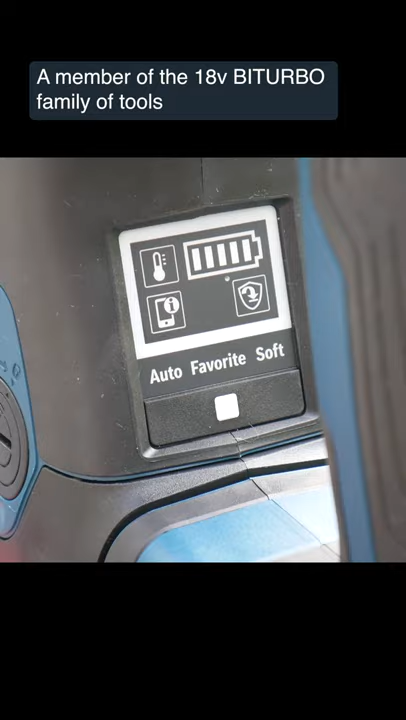 A member of the 18v BITURBO
family of tools
Auto Favorite Soft